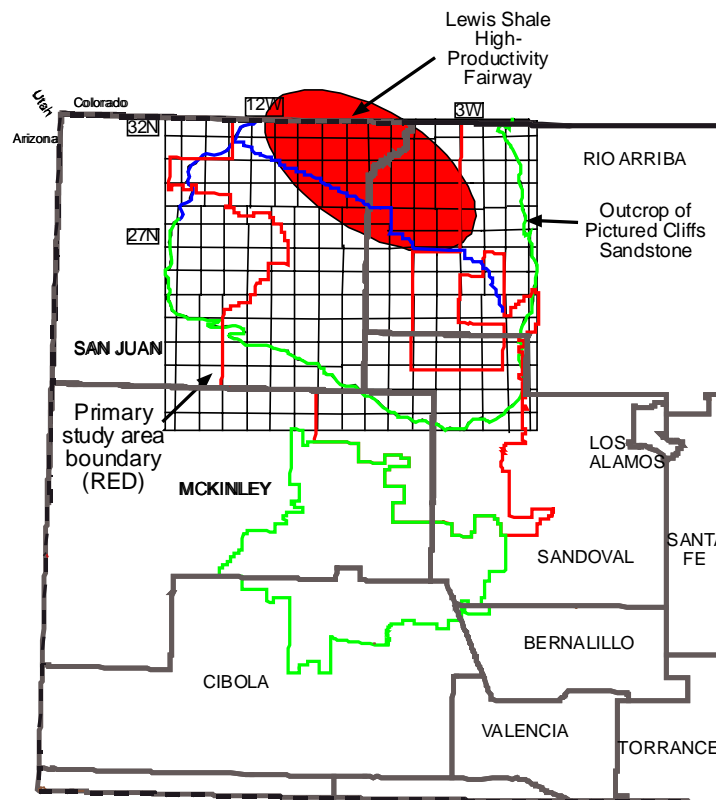 Lewis Shale
High-
Productivity
Fairway
Utah
Colorado
12W
3W
32N
Arizona
RIO ARRIBA
Outcrop of
Pictured Cliffs
Sandstone
27N
SAN JUAN
Primary
study area
boundary
(RED)
LOS
ALAMOS
MCKINLEY
SANTA
FE
SANDOVAL
BERNALILLO
CIBOLA
VALENCIA
TORRANCE